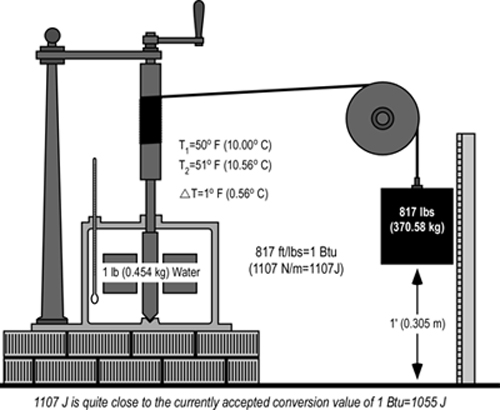 T₁=50° F (10.00° C)
T₂=51° F (10.56° C)
△T=1° F (0.56° C)
817 lbs
(370.58 kg)
817 ft/lbs=1 Btu
(1107 N/m=1107J)
1 lb (0.454 kg) Water
1' (0.305 m)
1107 J is quite close to the currently accepted conversion value of 1 Btu=1055 J